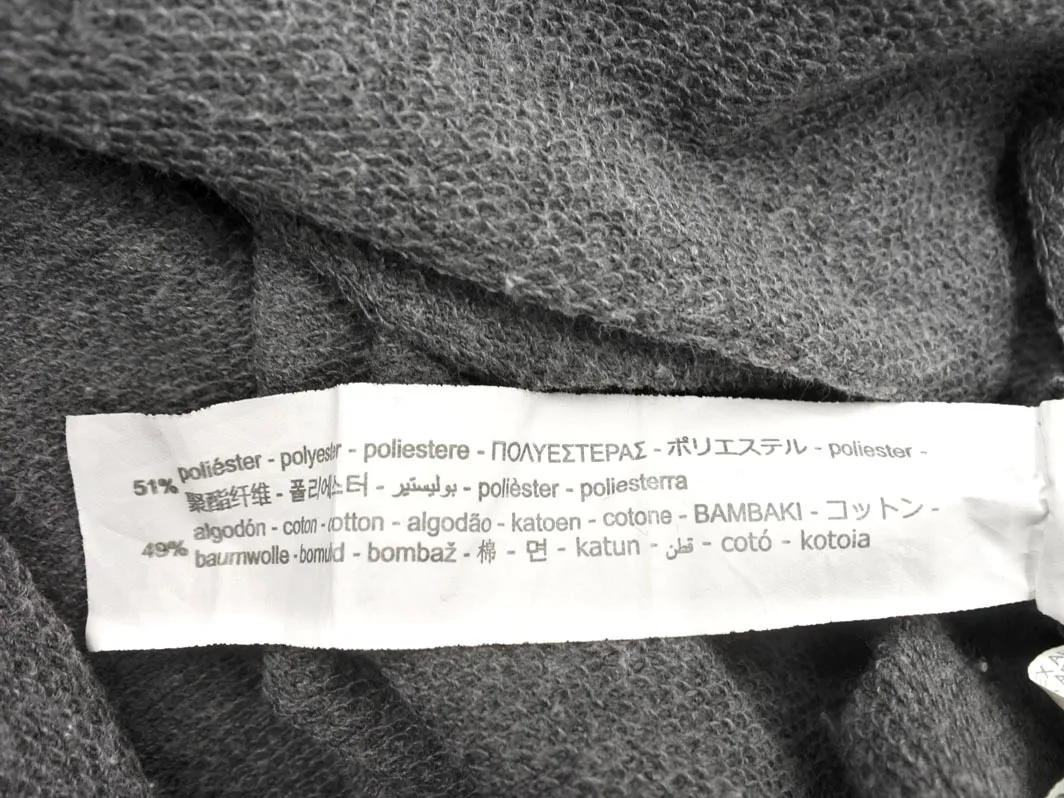 51% poliéster - polyester - poliestere - ΠΟΛΥΕΣΤΕΡΑΣ - ポリエステル - poliester -
聚酯纤维 - 폴리에스터 - بوليستير - polièster - poliesterra
49% algodón - coton - cotton - algodão - katoen - cotone - BAMBAKI - コットン -
baumwolle - bomuld - bombaž - 棉 - 면 - katun - قطن - cotó - kotoia